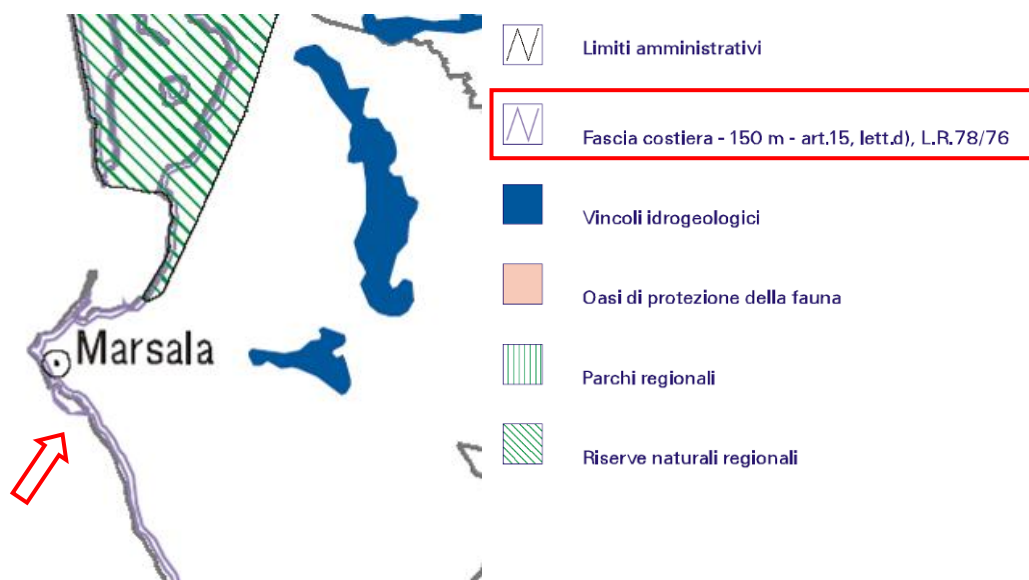 Marsala
Limiti amministrativi
Fascia costiera - 150 m - art.15, lett.d), L.R.78/76
Vincoli idrogeologici
Oasi di protezione della fauna
Parchi regionali
Riserve naturali regionali